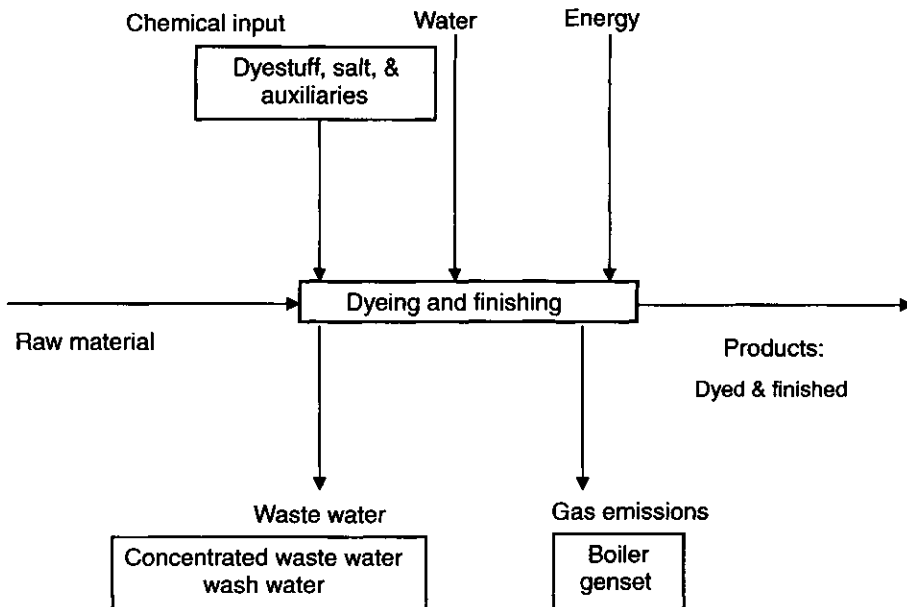 Chemical input
Water
Energy
Dyestuff, salt, &
auxiliaries
Dyeing and finishing
Raw material
Products:
Dyed & finished
Waste water
Gas emissions
Concentrated waste water
wash water
Boiler
genset